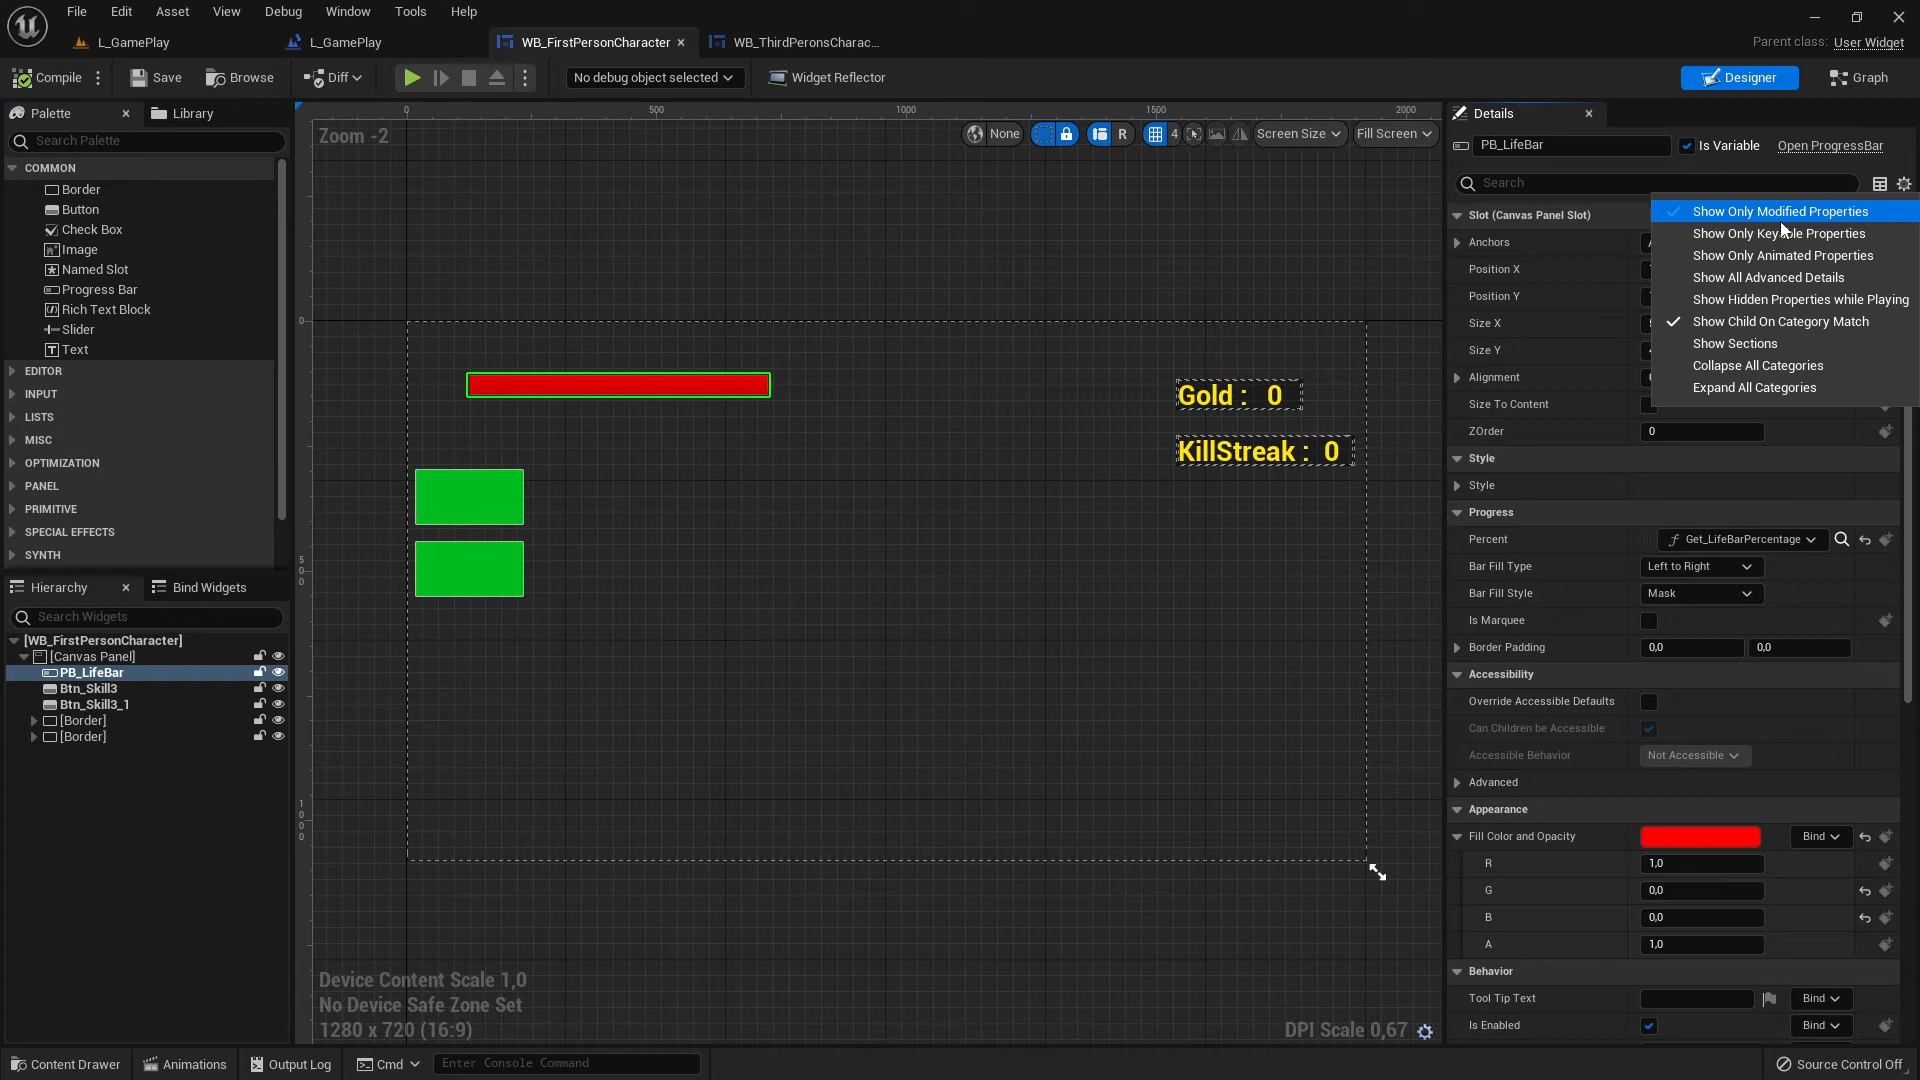 File Edit Asset View Debug Window Tools Help
L_GamePlay L_GamePlay WB_FirstPersonCharacter WB_ThirdPeronsCharac... Parent class: User Widget
Compile Save Browse Diff No debug object selected Widget Reflector Designer Graph
Palette Library
Search Palette
COMMON
Border
Button
Check Box
Image
Named Slot
Progress Bar
Rich Text Block
Slider
Text
EDITOR
INPUT
LISTS
MISC
OPTIMIZATION
PANEL
PRIMITIVE
SPECIAL EFFECTS
SYNTH
Hierarchy Bind Widgets
Search Widgets
[WB_FirstPersonCharacter]
[Canvas Panel]
PB_LifeBar
Btn_Skill3
Btn_Skill3_1
[Border]
[Border]
0 500 1000 1500 2000
Zoom -2 None R 4 Screen Size Fill Screen
0
500
1000
Gold : 0
KillStreak : 0
Device Content Scale 1,0
No Device Safe Zone Set
1280 x 720 (16:9) DPI Scale 0,67
Details
PB_LifeBar Is Variable Open ProgressBar
Search
Show Only Modified Properties
Show Only Animated Properties
Show All Advanced Details
Show Hidden Properties while Playing
Show Child On Category Match
Show Sections
Collapse All Categories
Expand All Categories
Slot (Canvas Panel Slot)
Anchors
Position X
Position Y
Size X
Size Y
Alignment
Size To Content
ZOrder 0
Style
Style
Progress
Percent Get_LifeBarPercentage
Bar Fill Type Left to Right
Bar Fill Style Mask
Is Marquee
Border Padding 0,0 0,0
Accessibility
Override Accessible Defaults
Can Children be Accessible
Accessible Behavior Not Accessible
Advanced
Appearance
Fill Color and Opacity Bind
R 1,0
G 0,0
B 0,0
A 1,0
Behavior
Tool Tip Text Bind
Is Enabled Bind
Content Drawer Animations Output Log Cmd Enter Console Command Source Control Off